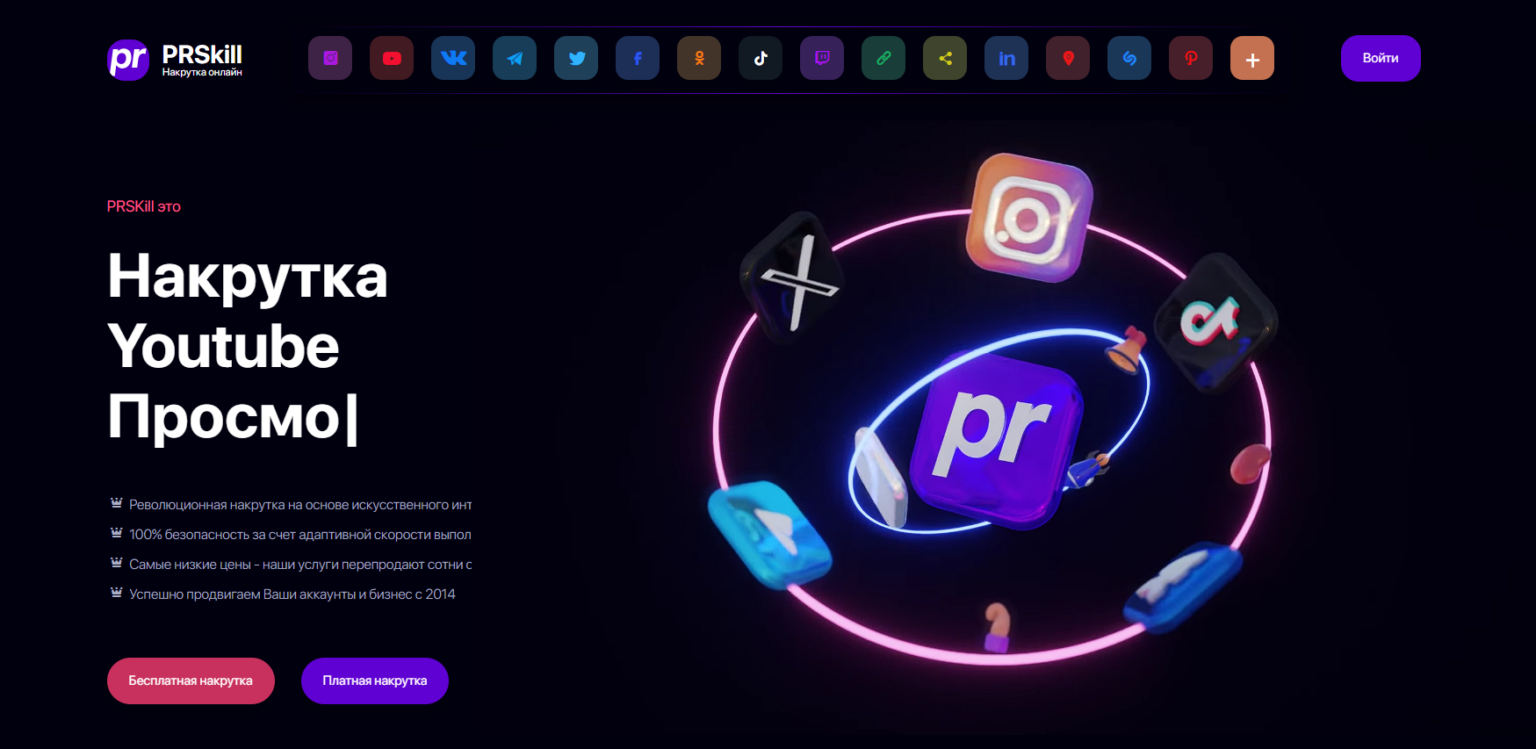 pr
PRSkill
Накрутка онлайн
Войти
PRSKill это
Накрутка
Youtube
Просмо
Революционная накрутка на основе искусственного инт
100% безопасность за счет адаптивной скорости выпол
Самые низкие цены - наши услуги перепродают сотни с
Успешно продвигаем Ваши аккаунты и бизнес с 2014
Бесплатная накрутка
Платная накрутка
pr